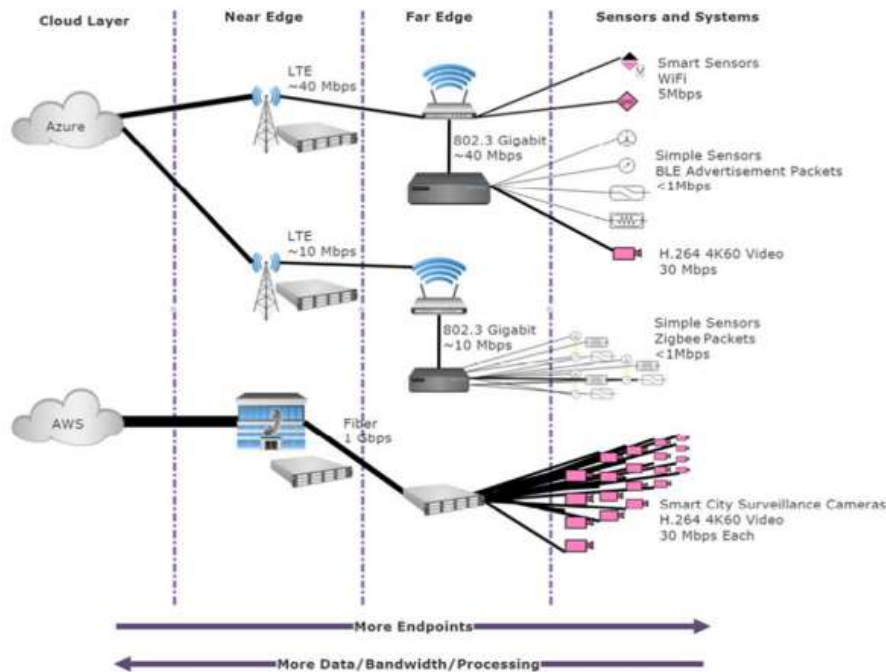 Cloud Layer
Near Edge
Far Edge
Sensors and Systems
LTE
~40 Mbps
Smart Sensors
WiFi
5Mbps
Azure
802.3 Gigabit
~40 Mbps
Simple Sensors
BLE Advertisement Packets
<1Mbps
LTE
~10 Mbps
H.264 4K60 Video
30 Mbps
802.3 Gigabit
~10 Mbps
Simple Sensors
Zigbee Packets
<1Mbps
AWS
Fiber
1 Gbps
Smart City Surveillance Cameras
H.264 4K60 Video
30 Mbps Each
More Endpoints
More Data/Bandwidth/Processing